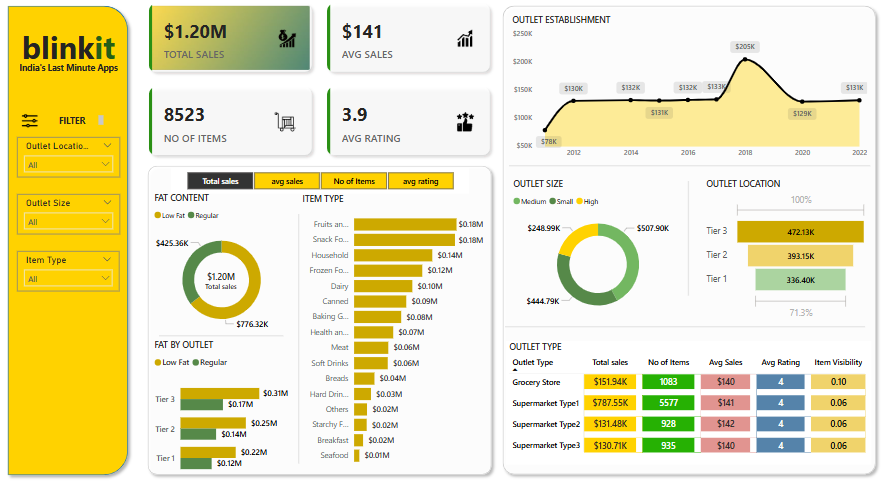 blinkit
India's Last Minute Apps
FILTER
Outlet Locatio...
All
Outlet Size
All
Item Type
All
$1.20M
TOTAL SALES
$141
AVG SALES
8523
NO OF ITEMS
3.9
AVG RATING
Total sales
avg sales
No of Items
avg rating
FAT CONTENT
Low Fat Regular
$425.36K
$1.20M
Total sales
$776.32K
FAT BY OUTLET
Low Fat Regular
Tier 3 $0.31M
$0.17M
Tier 2 $0.25M
$0.14M
Tier 1 $0.22M
$0.12M
ITEM TYPE
Fruits an... $0.18M
Snack Fo... $0.18M
Household $0.14M
Frozen Fo... $0.12M
Dairy $0.10M
Canned $0.09M
Baking G... $0.08M
Health an... $0.07M
Meat $0.06M
Soft Drinks $0.06M
Breads $0.04M
Hard Drin... $0.03M
Others $0.02M
Starchy F... $0.02M
Breakfast $0.02M
Seafood $0.01M
OUTLET ESTABLISHMENT
$250K
$200K
$150K
$100K
$50K
$78K
$130K
$132K
$131K
$132K
$133K
$205K
$129K
$131K
2012 2014 2016 2018 2020 2022
OUTLET SIZE
Medium Small High
$248.99K
$507.90K
$444.79K
OUTLET LOCATION
100%
Tier 3 472.13K
Tier 2 393.15K
Tier 1 336.40K
71.3%
OUTLET TYPE
Outlet Type Total sales No of Items Avg Sales Avg Rating Item Visibility
Grocery Store $151.94K 1083 $140 4 0.10
Supermarket Type1 $787.55K 5577 $141 4 0.06
Supermarket Type2 $131.48K 928 $142 4 0.06
Supermarket Type3 $130.71K 935 $140 4 0.06